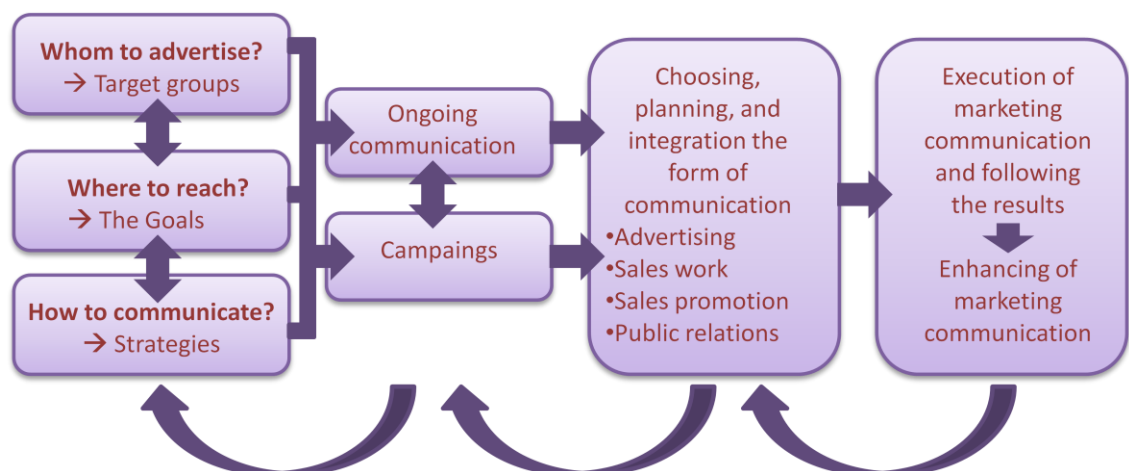 Whom to advertise?
→ Target groups
Where to reach?
→ The Goals
How to communicate?
→ Strategies
Ongoing
communication
Campaings
Choosing,
planning, and
integration the
form of
communication
•Advertising
•Sales work
•Sales promotion
•Public relations
Execution of
marketing
communication
and following
the results
Enhancing of
marketing
communication